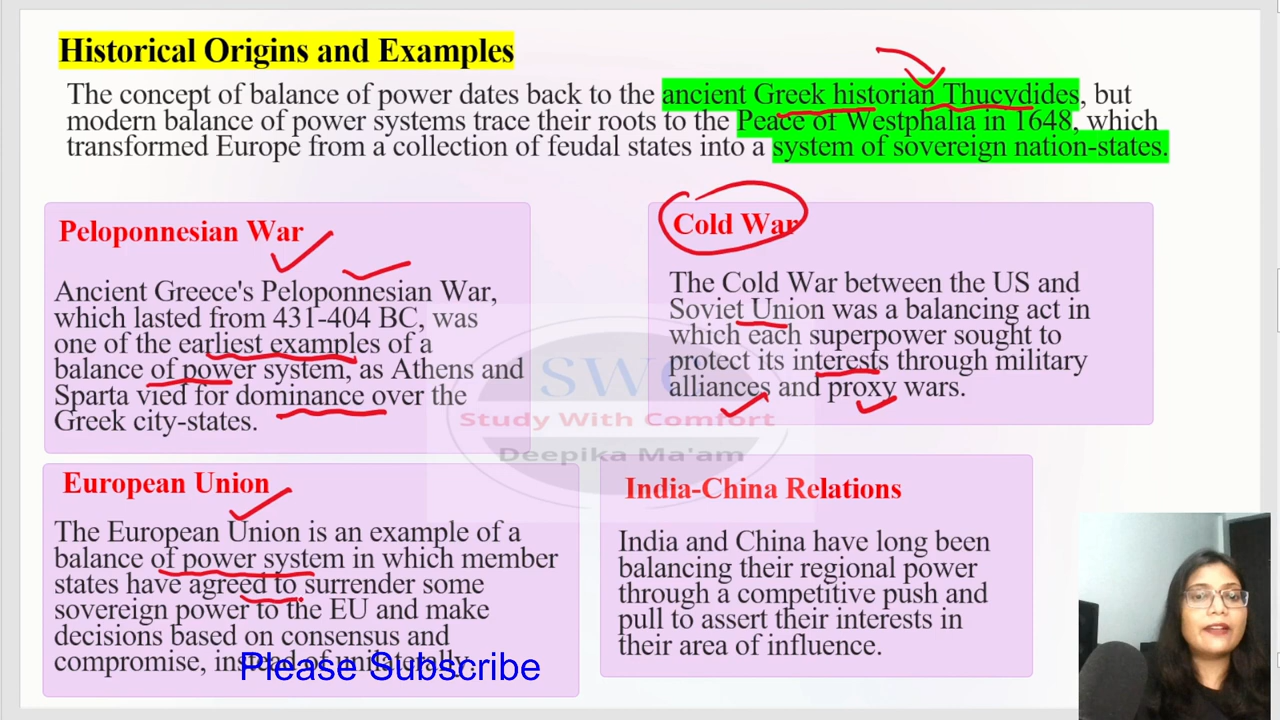 Historical Origins and Examples
The concept of balance of power dates back to the ancient Greek historian Thucydides, but
modern balance of power systems trace their roots to the Peace of Westphalia in 1648, which
transformed Europe from a collection of feudal states into a system of sovereign nation-states.
Peloponnesian War
Ancient Greece's Peloponnesian War,
which lasted from 431-404 BC, was
one of the earliest examples of a
balance of power system, as Athens and
Sparta vied for dominance over the
Greek city-states.
Cold War
The Cold War between the US and
Soviet Union was a balancing act in
which each superpower sought to
protect its interests through military
alliances and proxy wars.
SWC
Study With Comfort
Deepika Ma'am
European Union
The European Union is an example of a
balance of power system in which member
states have agreed to surrender some
sovereign power to the EU and make
decisions based on consensus and
compromise, instead of unilaterally.
Please Subscribe
India-China Relations
India and China have long been
balancing their regional power
through a competitive push and
pull to assert their interests in
their area of influence.